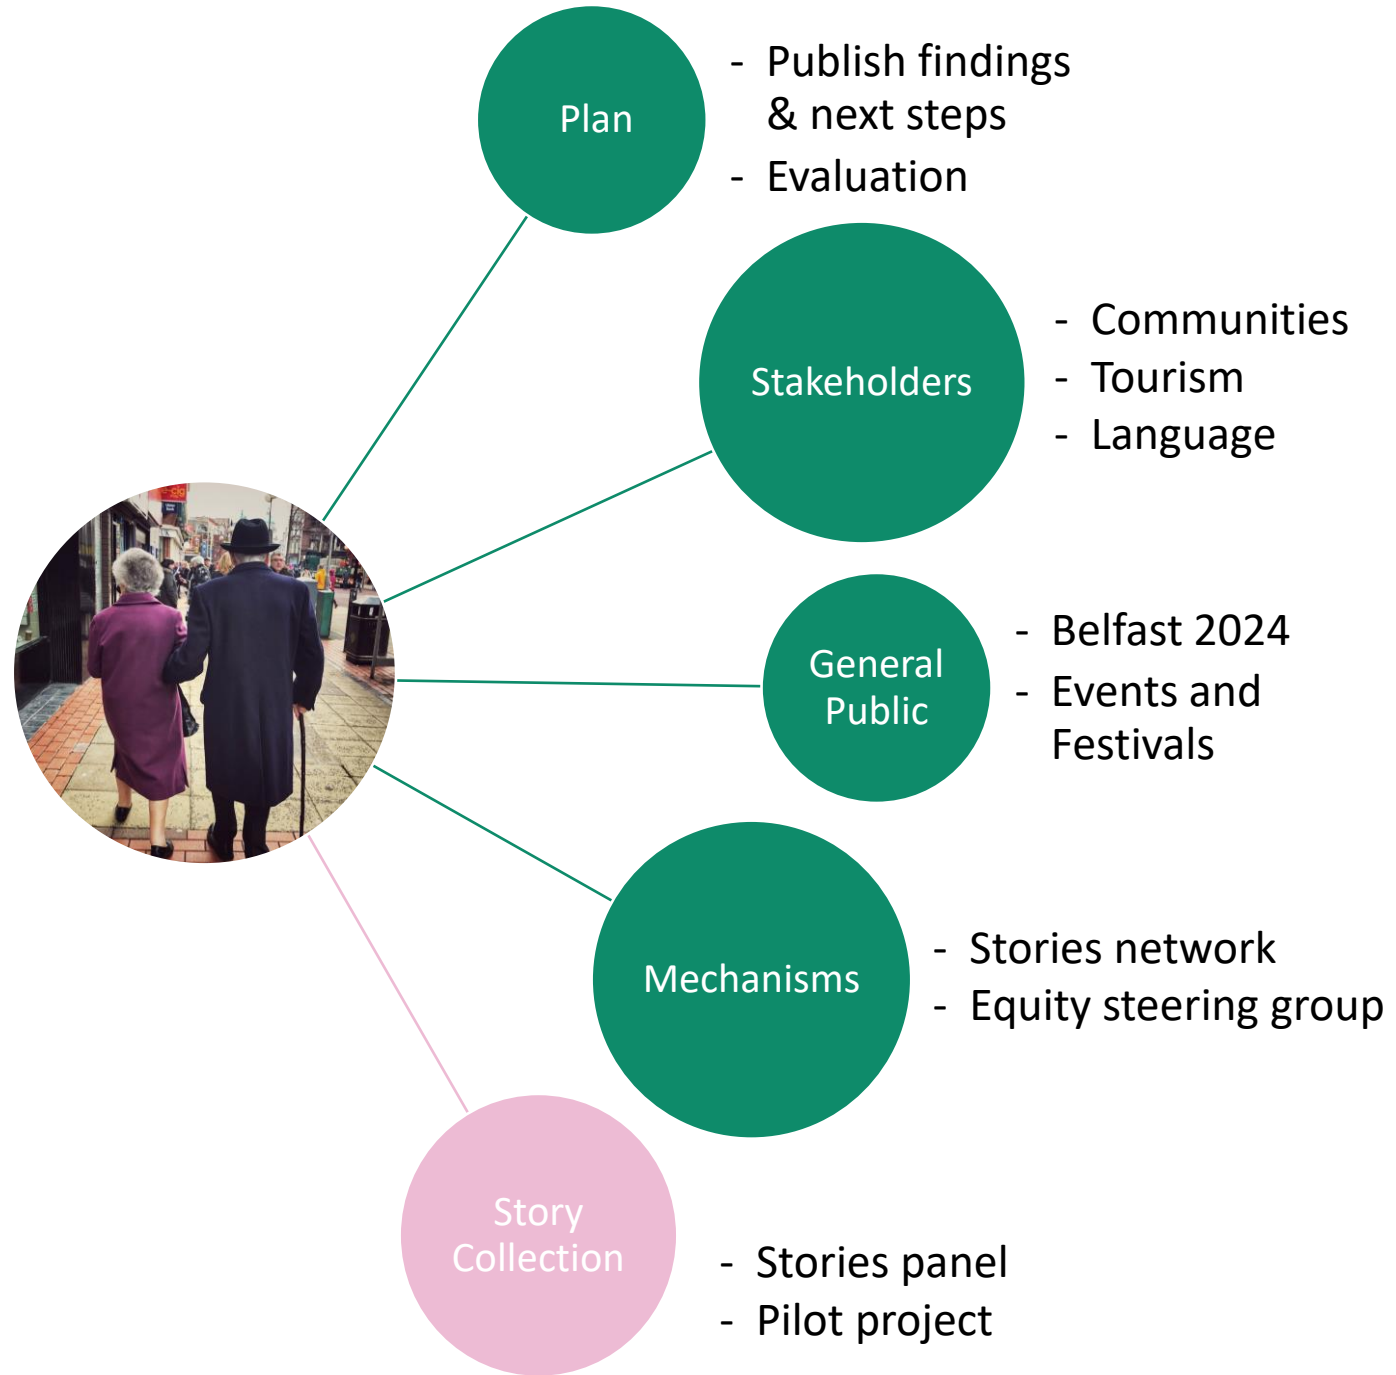 Plan
- Publish findings
& next steps
- Evaluation
Stakeholders
- Communities
- Tourism
- Language
e-cig
General
Public
- Belfast 2024
- Events and
Festivals
Mechanisms
- Stories network
- Equity steering group
Story
Collection
- Stories panel
- Pilot project